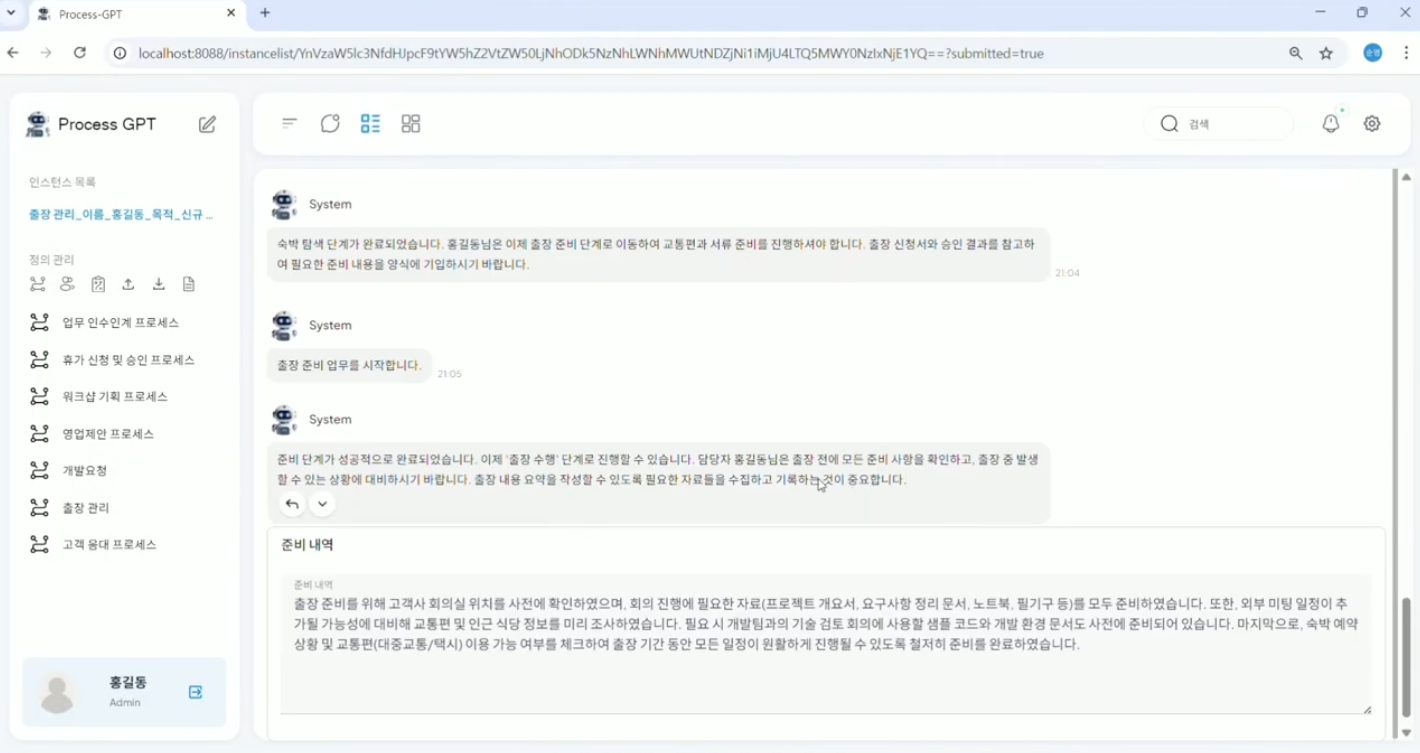 Process-GPT
localhost:8088/instancelist/
?submitted=true
순영
Process GPT
검색
인스턴스 목록
출장 관리_이름_홍길동_목적_신규 ...
정의 관리
업무 인수인계 프로세스
휴가 신청 및 승인 프로세스
워크샵 기획 프로세스
영업제안 프로세스
개발요청
출장 관리
고객 응대 프로세스
홍길동
Admin
System
숙박 탐색 단계가 완료되었습니다. 홍길동님은 이제 출장 준비 단계로 이동하여 교통편과 서류 준비를 진행하셔야 합니다. 출장 신청서와 승인 결과를 참고하
여 필요한 준비 내용을 양식에 기입하시기 바랍니다.
21:04
System
출장 준비 업무를 시작합니다.
21:05
System
준비 단계가 성공적으로 완료되었습니다. 이제 '출장 수행' 단계로 진행할 수 있습니다. 담당자 홍길동님은 출장 전에 모든 준비 사항을 확인하고, 출장 중 발생
할 수 있는 상황에 대비하시기 바랍니다. 출장 내용 요약을 작성할 수 있도록 필요한 자료들을 수집하고 기록하는 것이 중요합니다.
준비 내역
준비 내역
출장 준비를 위해 고객사 회의실 위치를 사전에 확인하였으며, 회의 진행에 필요한 자료(프로젝트 개요서, 요구사항 정리 문서, 노트북, 필기구 등)를 모두 준비하였습니다. 또한, 외부 미팅 일정이 추
가될 가능성에 대비해 교통편 및 인근 식당 정보를 미리 조사하였습니다. 필요 시 개발팀과의 기술 검토 회의에 사용할 샘플 코드와 개발 환경 문서도 사전에 준비되어 있습니다. 마지막으로, 숙박 예약
상황 및 교통편(대중교통/택시) 이용 가능 여부를 체크하여 출장 기간 동안 모든 일정이 원활하게 진행될 수 있도록 철저히 준비를 완료하였습니다.